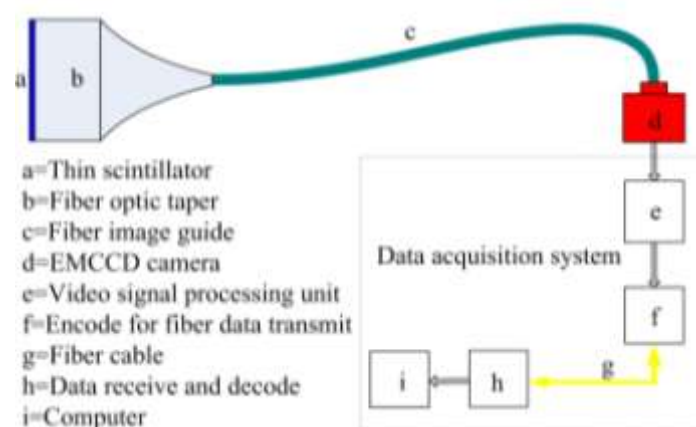 c
a
b
d
a=Thin scintillator
b=Fiber optic taper
c=Fiber image guide
d=EMCCD camera
e=Video signal processing unit
f=Encode for fiber data transmit
g=Fiber cable
h=Data receive and decode
i=Computer
e
Data acquisition system
f
g
i
h